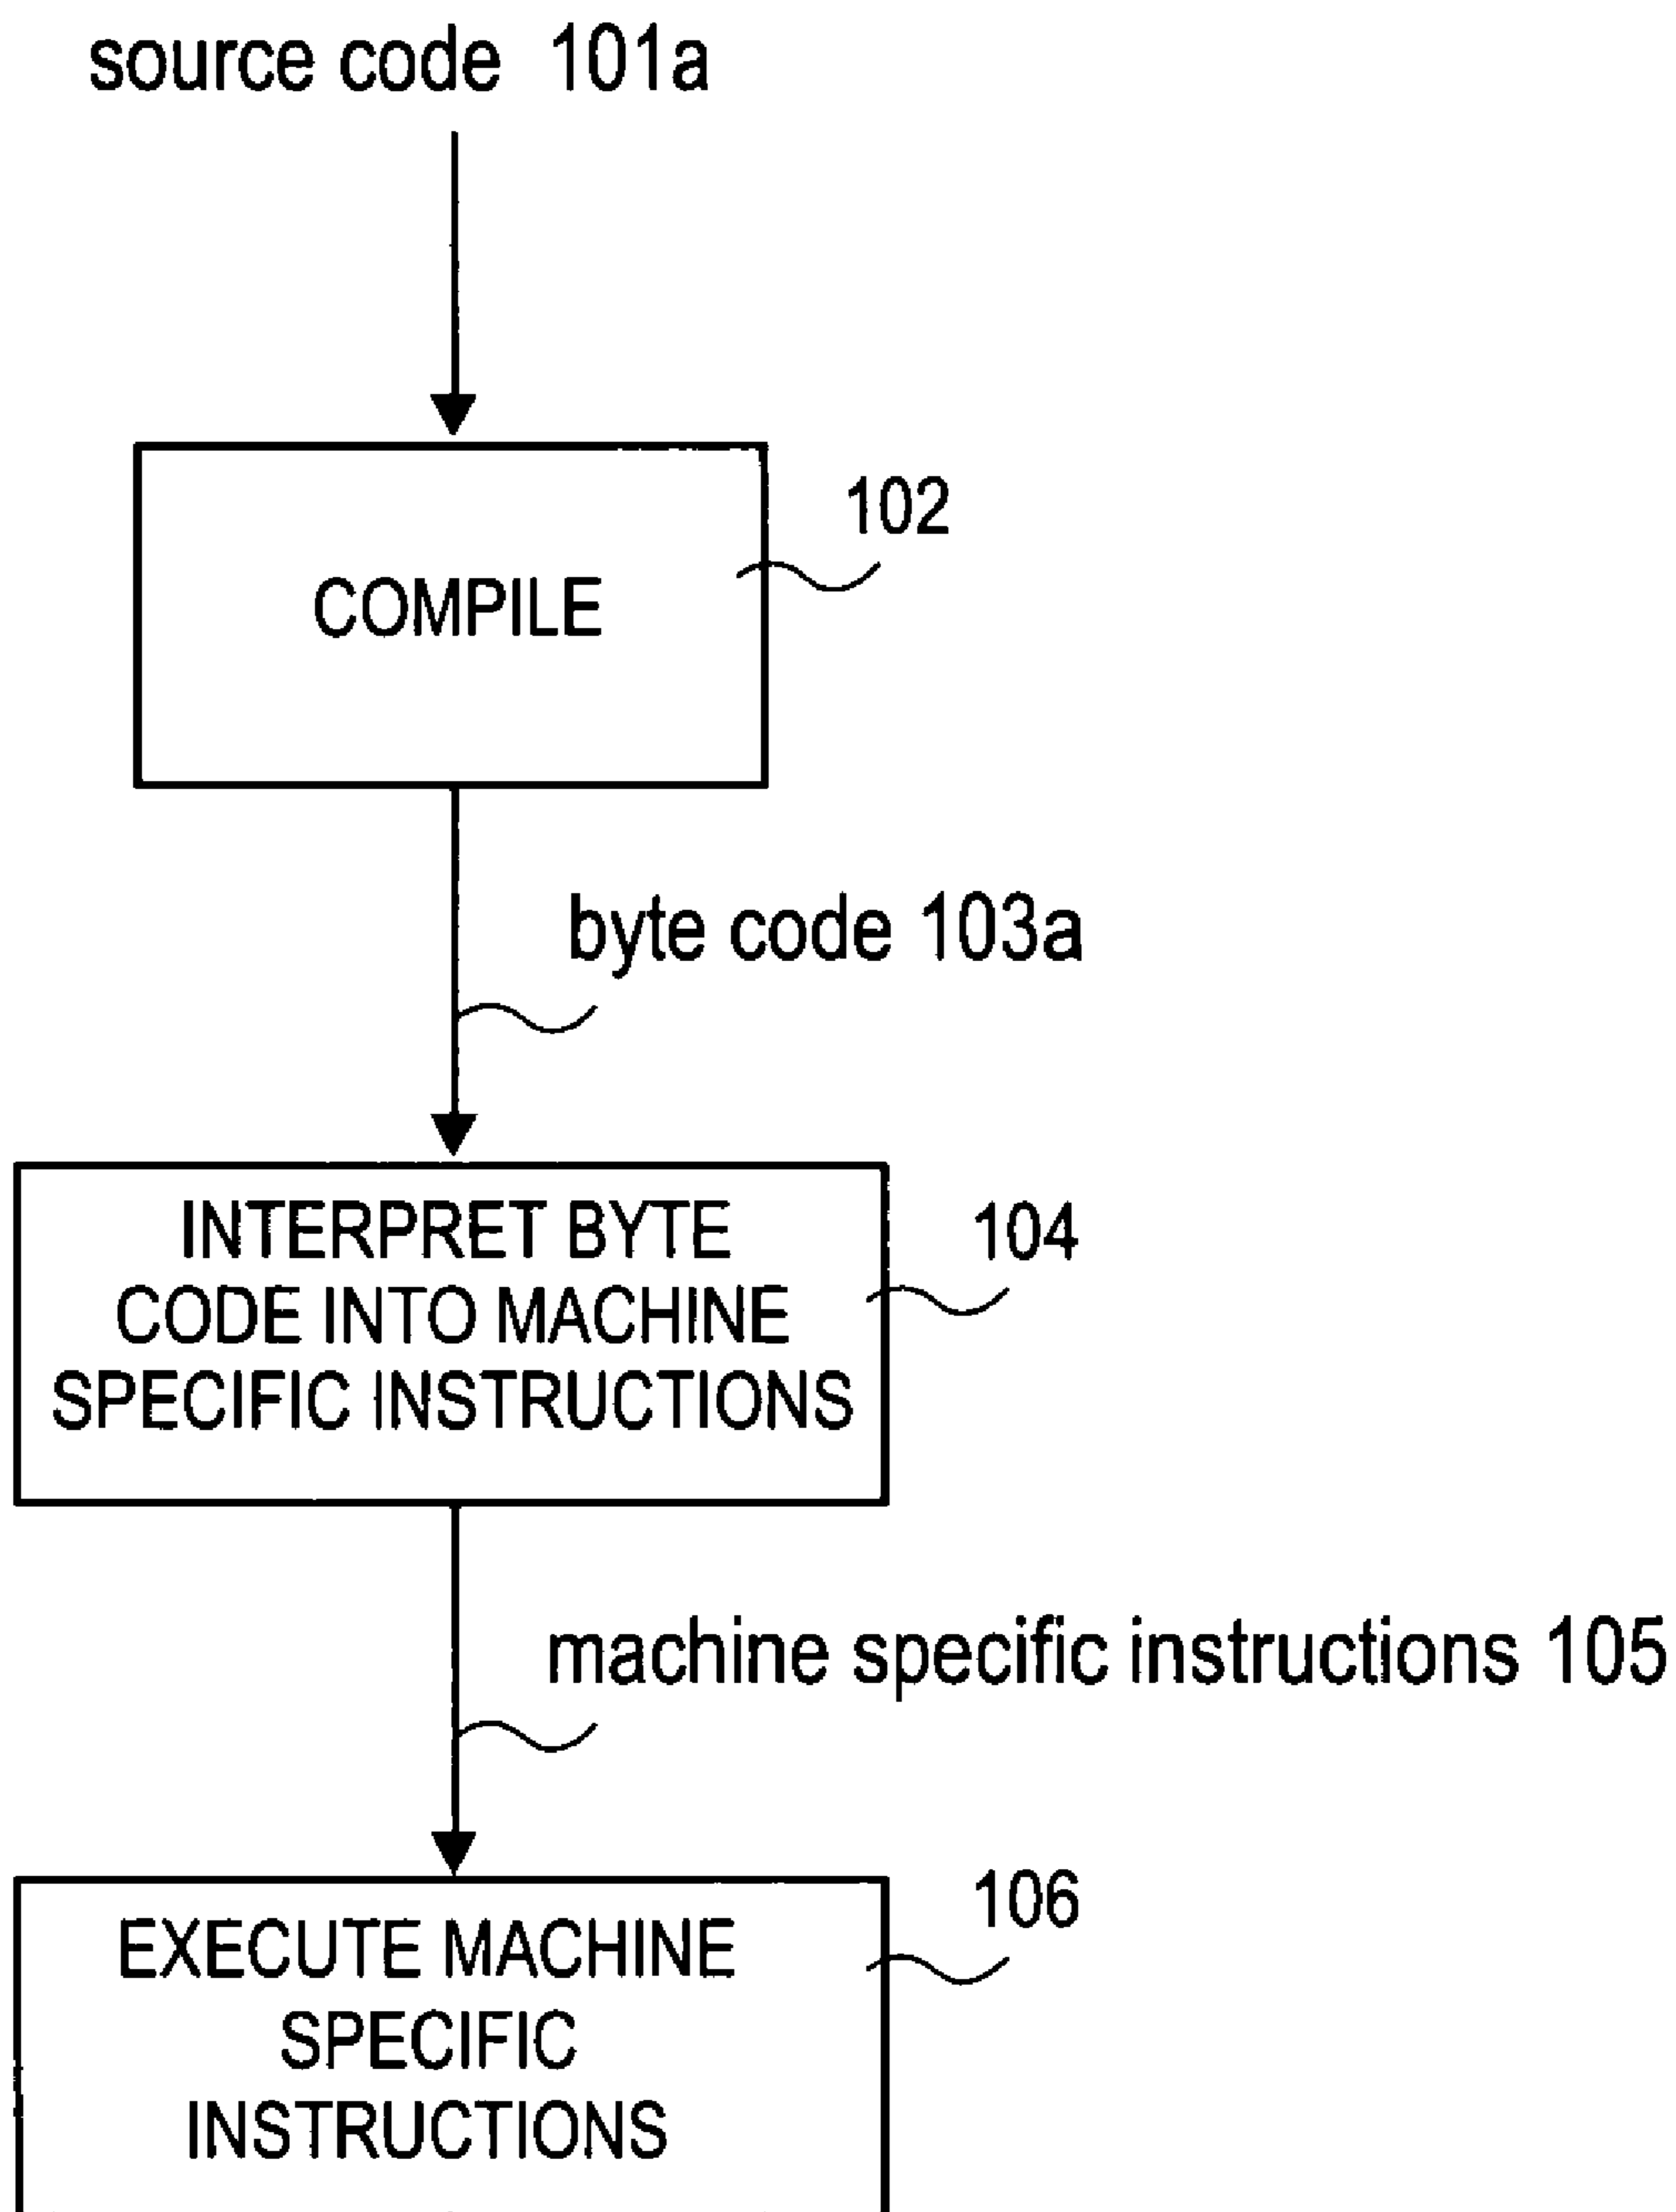 source code 101a
102
COMPILE
byte code 103a
INTERPRET BYTE
CODE INTO MACHINE
SPECIFIC INSTRUCTIONS
104
machine specific instructions 105
106
EXECUTE MACHINE
SPECIFIC
INSTRUCTIONS